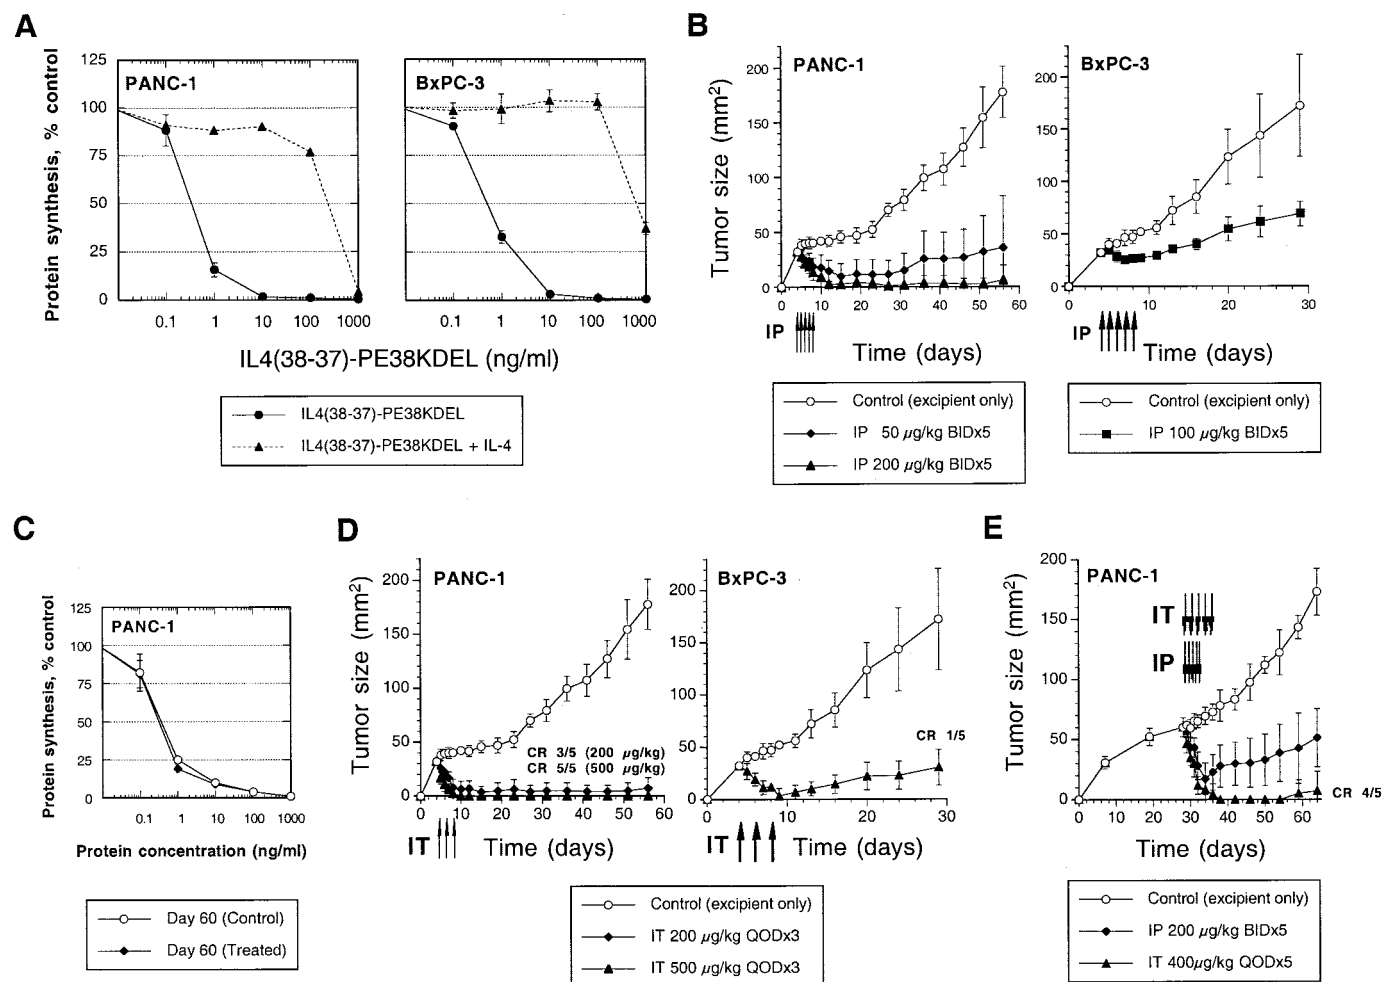 A
PANC-1
BxPC-3
Protein synthesis, % control
125
100
75
50
25
0
0.1 1 10 100 1000
0.1 1 10 100 1000
IL4(38-37)-PE38KDEL (ng/ml)
IL4(38-37)-PE38KDEL
IL4(38-37)-PE38KDEL + IL-4
B
PANC-1
Tumor size (mm²)
200
150
100
50
0
0 10 20 30 40 50 60
IP
Time (days)
Control (excipient only)
IP 50 µg/kg BIDx5
IP 200 µg/kg BIDx5
BxPC-3
200
150
100
50
0
0 10 20 30
IP
Time (days)
Control (excipient only)
IP 100 µg/kg BIDx5
C
PANC-1
Protein synthesis, % control
125
100
75
50
25
0
0.1 1 10 100 1000
Protein concentration (ng/ml)
Day 60 (Control)
Day 60 (Treated)
D
PANC-1
Tumor size (mm²)
200
150
100
50
0
CR 3/5 (200 µg/kg)
CR 5/5 (500 µg/kg)
0 10 20 30 40 50 60
IT
Time (days)
BxPC-3
200
150
100
50
0
CR 1/5
0 10 20 30
IT
Time (days)
Control (excipient only)
IT 200 µg/kg QODx3
IT 500 µg/kg QODx3
E
PANC-1
Tumor size (mm²)
200
150
100
50
0
IT
IP
CR 4/5
0 10 20 30 40 50 60
Time (days)
Control (excipient only)
IP 200 µg/kg BIDx5
IT 400µg/kg QODx5